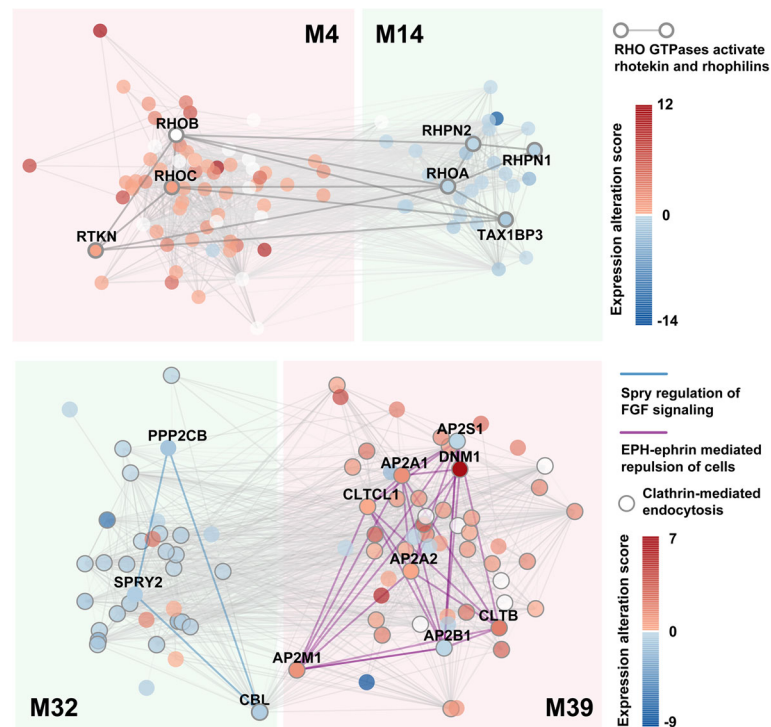 M4
M14
RHOB
RHOC
RTKN
RHPN2
RHPN1
RHOA
TAX1BP3
RHO GTPases activate
rhotekin and rhophilins
12
0
-14
Expression alteration score
PPP2CB
SPRY2
CBL
M32
AP2S1
DNM1
AP2A1
CLTCL1
AP2A2
CLTB
AP2B1
AP2M1
M39
Spry regulation of
FGF signaling
EPH-ephrin mediated
repulsion of cells
Clathrin-mediated
endocytosis
7
0
-9
Expression alteration score